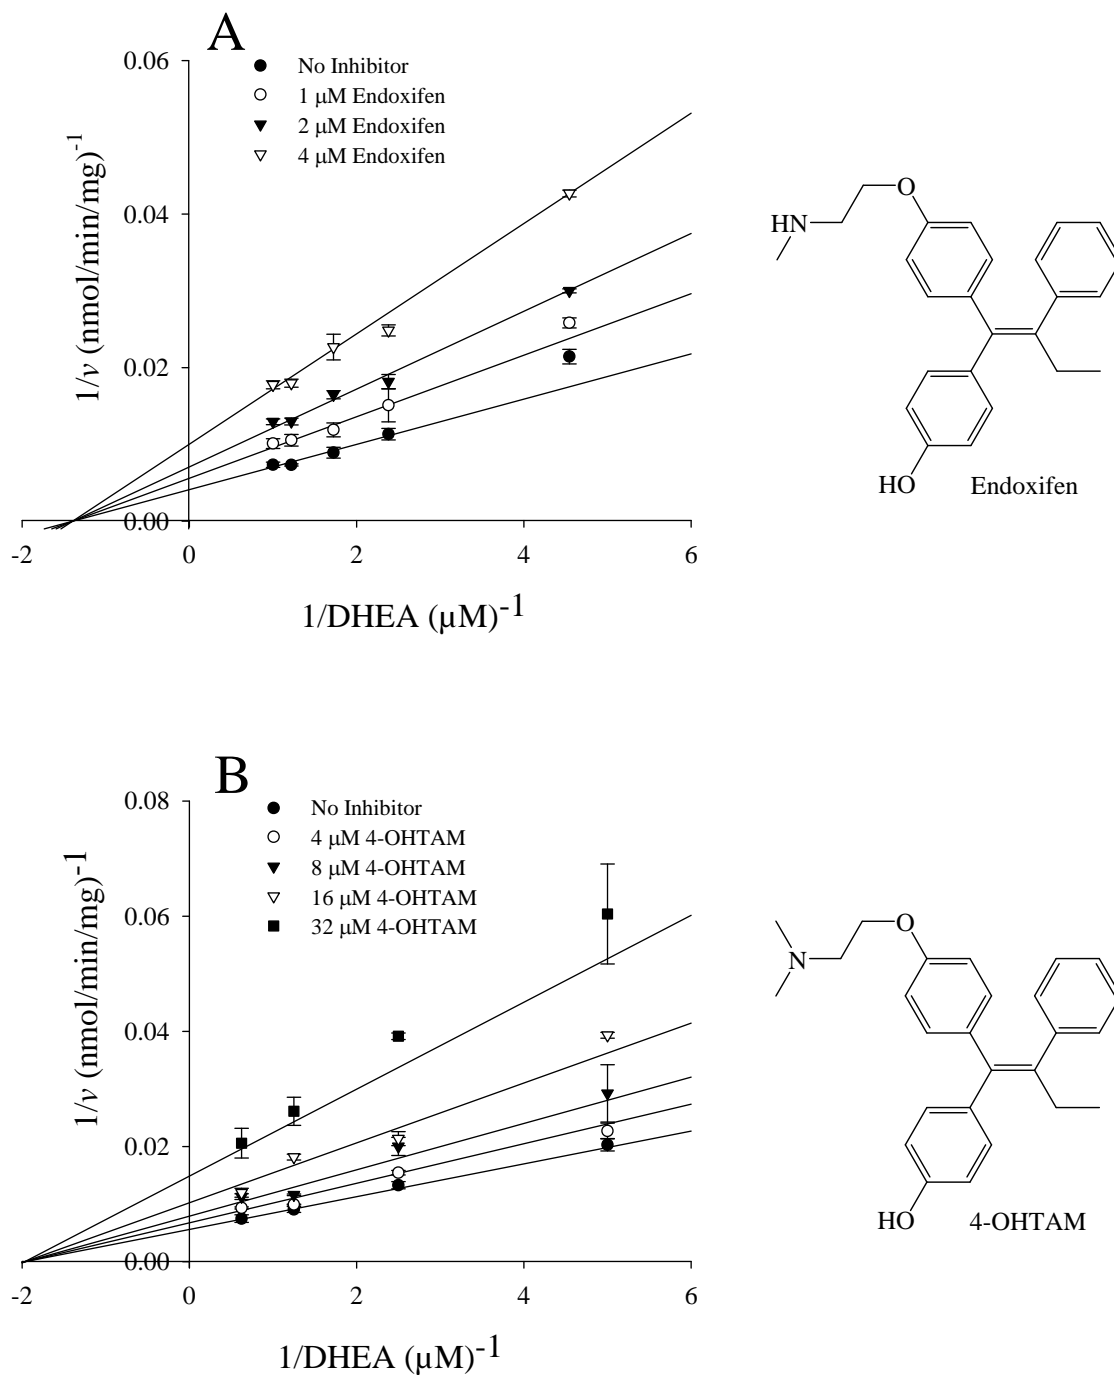 A
0.06
0.04
0.02
0.00
-2
0
2
4
6
1/v (nmol/min/mg)-1
1/DHEA (µM)-1
No Inhibitor
1 µM Endoxifen
2 µM Endoxifen
4 µM Endoxifen
O
HN
HO
Endoxifen
B
0.08
0.06
0.04
0.02
0.00
-2
0
2
4
6
1/v (nmol/min/mg)-1
1/DHEA (µM)-1
No Inhibitor
4 µM 4-OHTAM
8 µM 4-OHTAM
16 µM 4-OHTAM
32 µM 4-OHTAM
O
N
HO
4-OHTAM